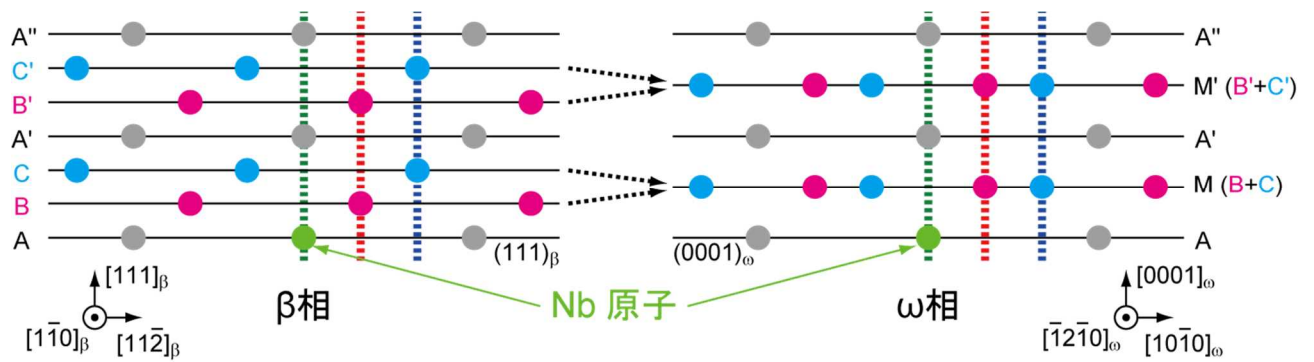 A"
C'
B'
A'
C
B
A
(111)β
[111]β
[11̄0]β
[112̄]β
β相
Nb 原子
A"
M' (B'+C')
A'
M (B+C)
A
(0001)ω
[0001]ω
[1̄21̄0]ω
[101̄0]ω
ω相